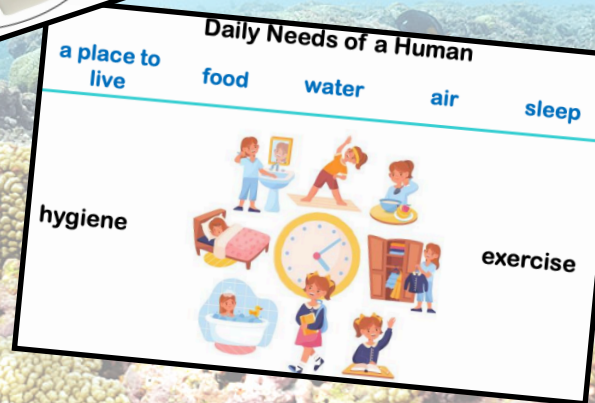 Daily Needs of a Human
a place to
live
food
water
air
sleep
hygiene
exercise